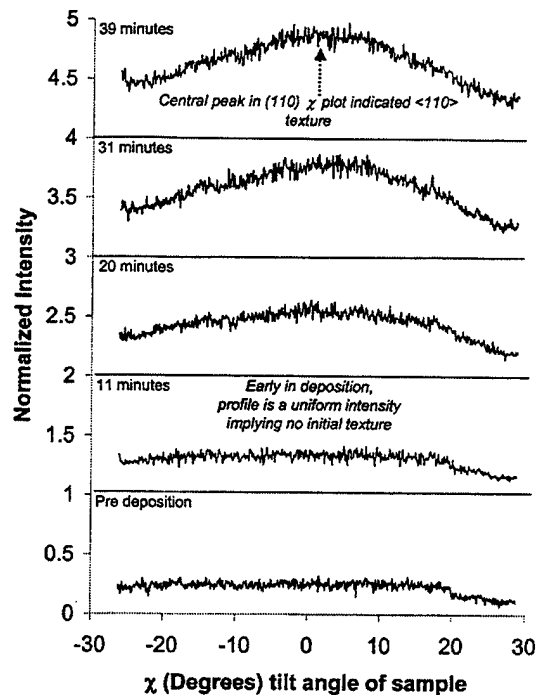 5
39 minutes
4.5
Central peak in (110) χ plot indicated <110>
texture
4
31 minutes
3.5
3
20 minutes
2.5
2
11 minutes
Early in deposition,
profile is a uniform intensity
implying no initial texture
1.5
1
Pre deposition
0.5
0
Normalized Intensity
-30 -20 -10 0 10 20 30
χ (Degrees) tilt angle of sample